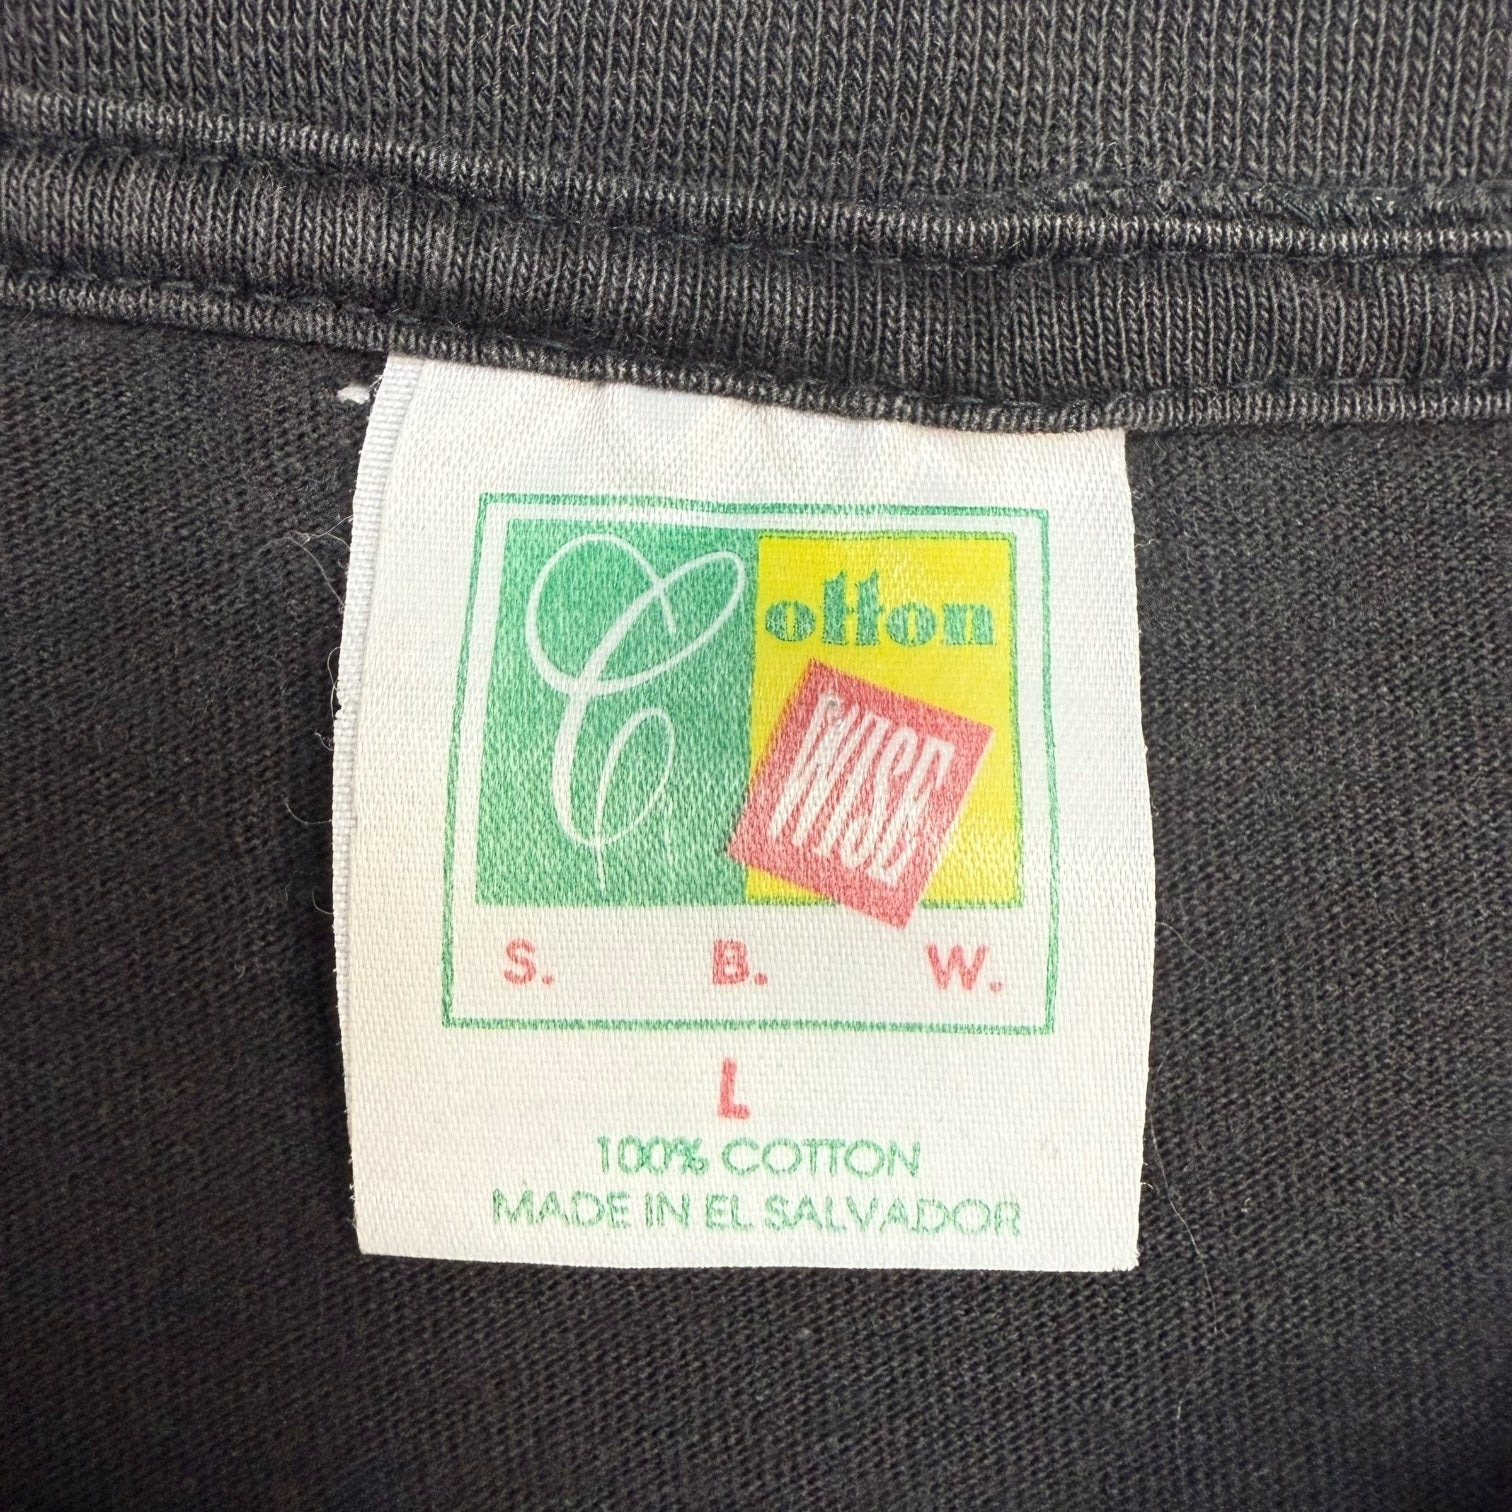 Cotton
WISE
S. B. W.
L
100% COTTON
MADE IN EL SALVADOR